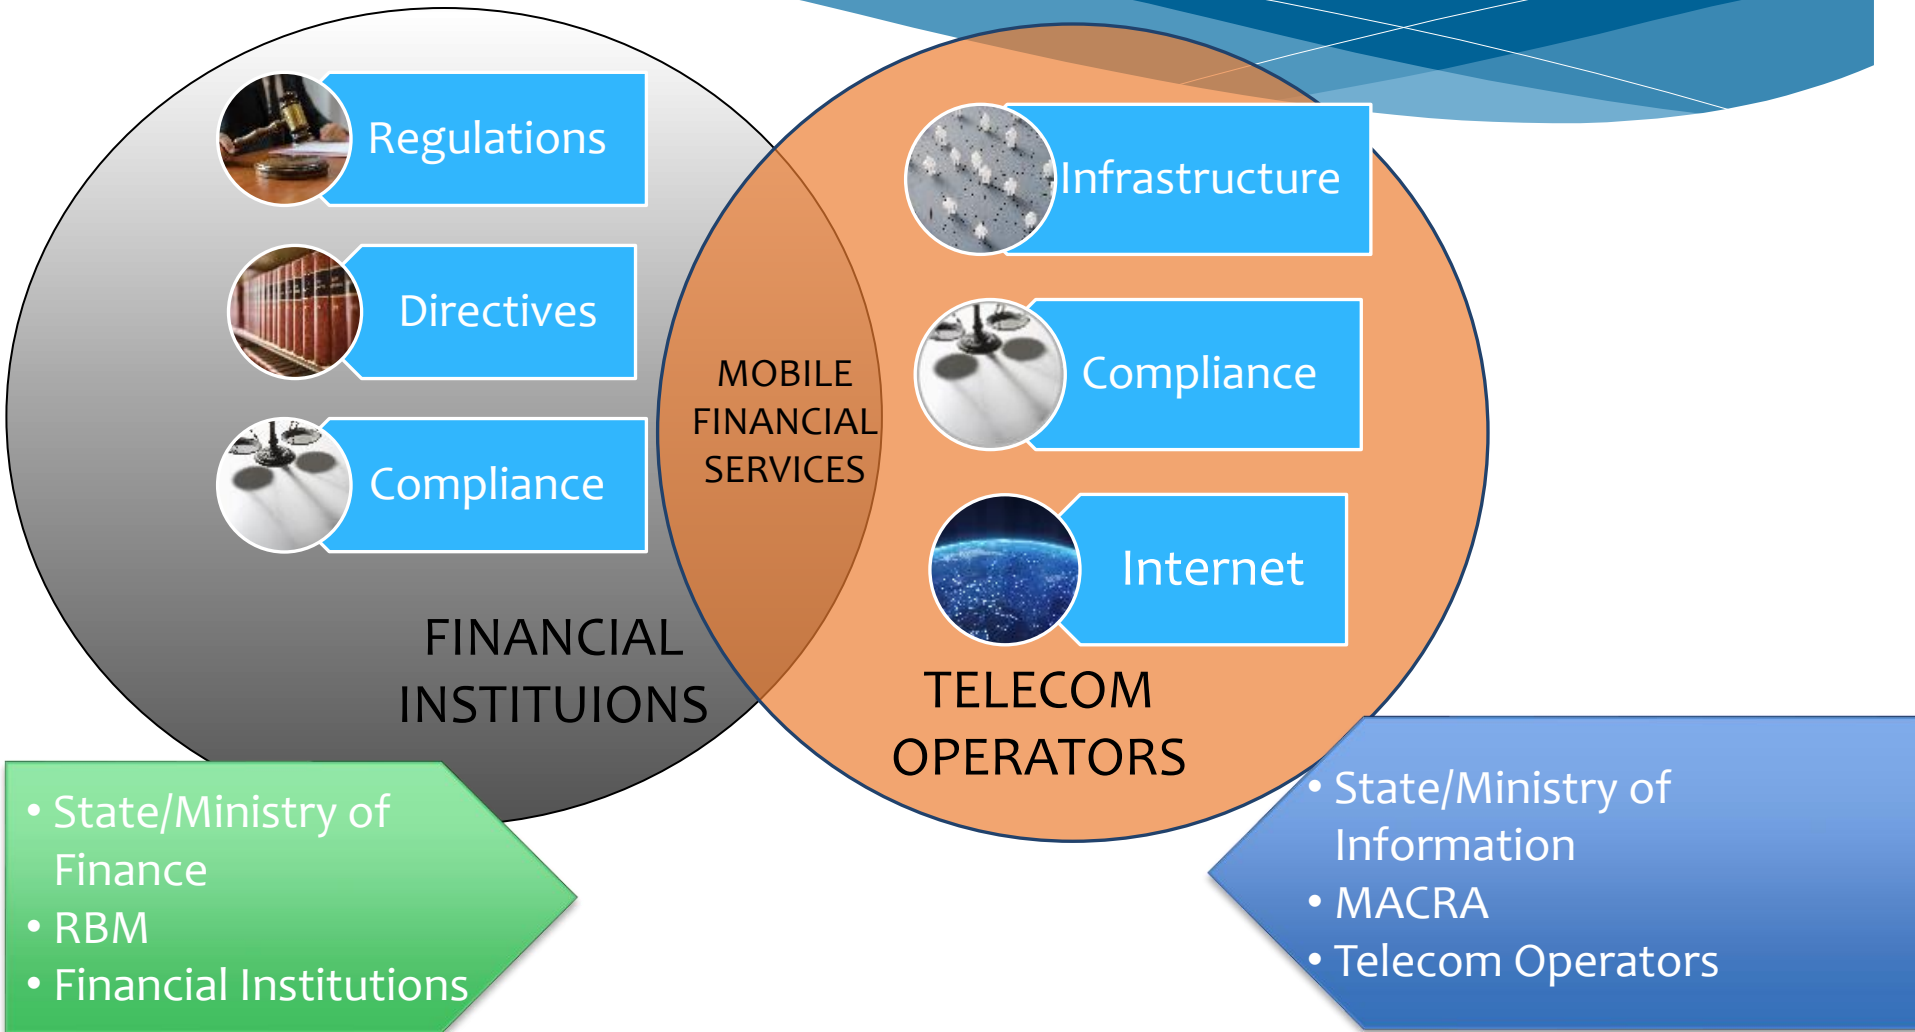 Regulations
Directives
Compliance
FINANCIAL
INSTITUIONS
MOBILE
FINANCIAL
SERVICES
Infrastructure
Compliance
Internet
TELECOM
OPERATORS
• State/Ministry of
Finance
• RBM
• Financial Institutions
• State/Ministry of
Information
• MACRA
• Telecom Operators